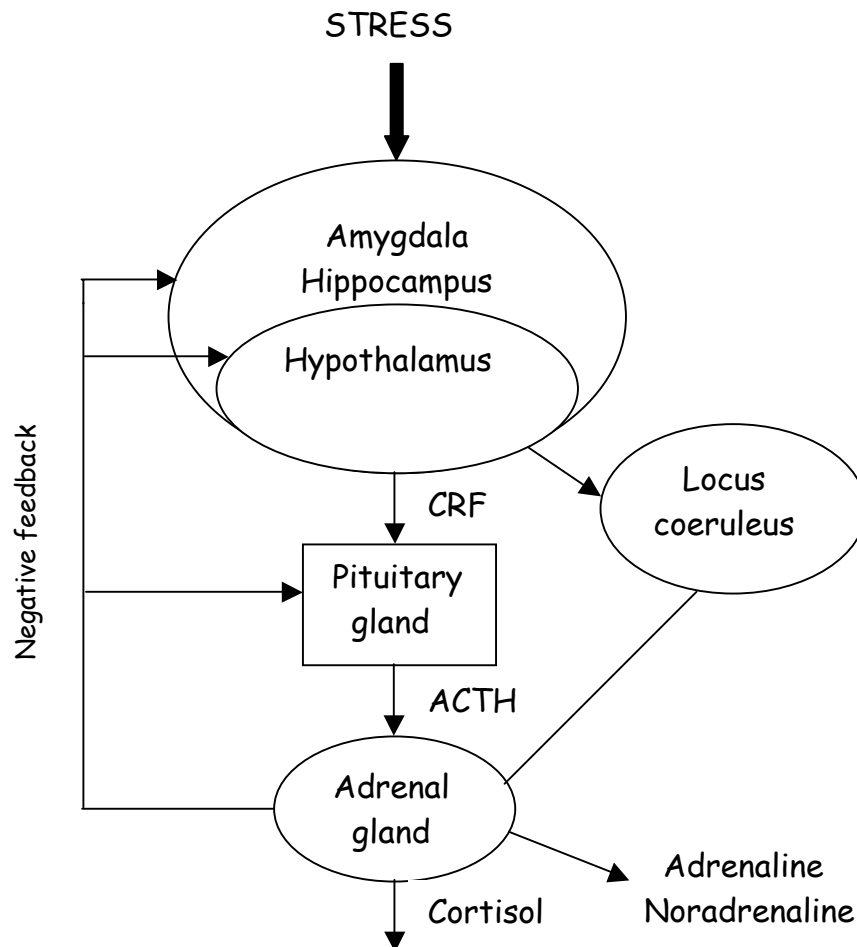 STRESS
Amygdala
Hippocampus
Hypothalamus
Locus
coeruleus
CRF
Negative feedback
Pituitary
gland
ACTH
Adrenal
gland
Adrenaline
Noradrenaline
Cortisol